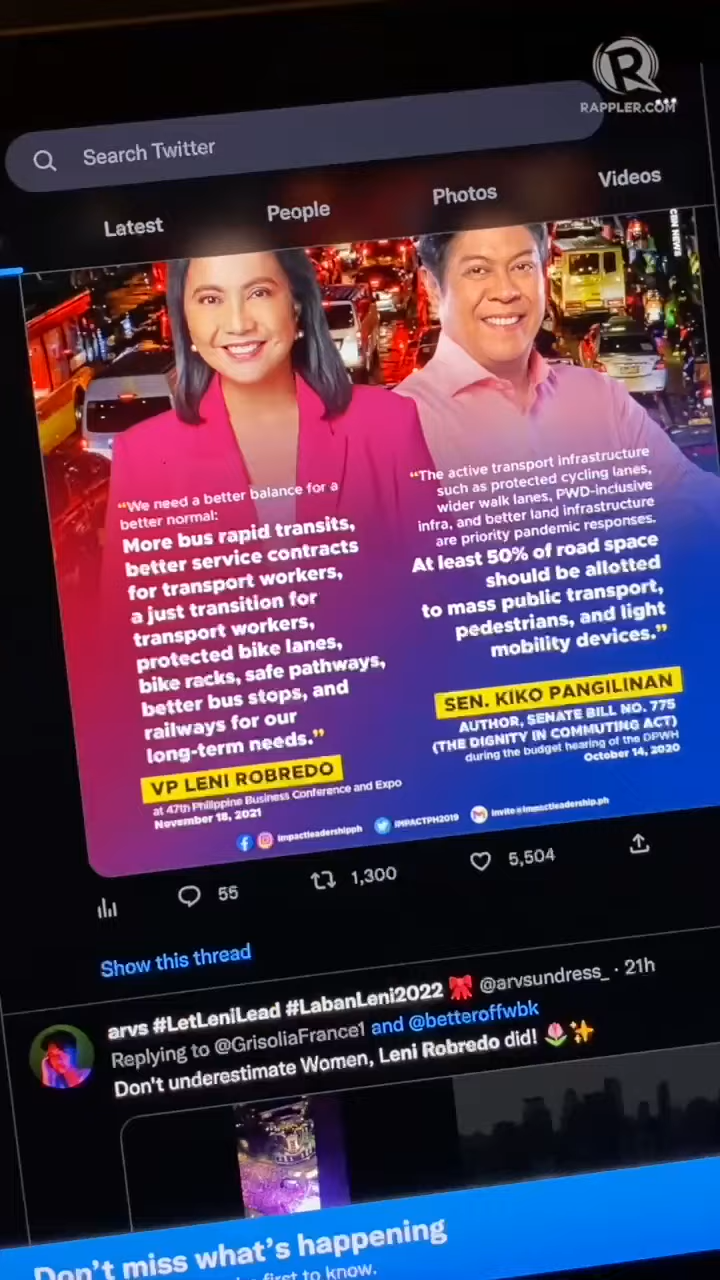 R
RAPPLER.COM
Search Twitter
Latest
People
Photos
Videos
CBN NEWS
“We need a better balance for a
better normal:
More bus rapid transits,
better service contracts
for transport workers,
a just transition for
transport workers,
protected bike lanes,
bike racks, safe pathways,
better bus stops, and
railways for our
long-term needs.”
VP LENI ROBREDO
at 47th Philippine Business Conference and Expo
November 18, 2021
“The active transport infrastructure
such as protected cycling lanes,
wider walk lanes, PWD-inclusive
infra, and better land infrastructure
are priority pandemic responses.
At least 50% of road space
should be allotted
to mass public transport,
pedestrians, and light
mobility devices.”
SEN. KIKO PANGILINAN
AUTHOR, SENATE BILL NO. 775
(THE DIGNITY IN COMMUTING ACT)
during the budget hearing of the DPWH
October 14, 2020
impactleadershipph
IMPACTPH2019
invite@impactleadership.ph
55
1,300
5,504
Show this thread
arvs #LetLeniLead #LabanLeni2022 @arvsundress_ · 21h
Replying to @GrisoliaFrance1 and @betteroffwbk
Don't underestimate Women, Leni Robredo did!
Don't miss what's happening
first to know.